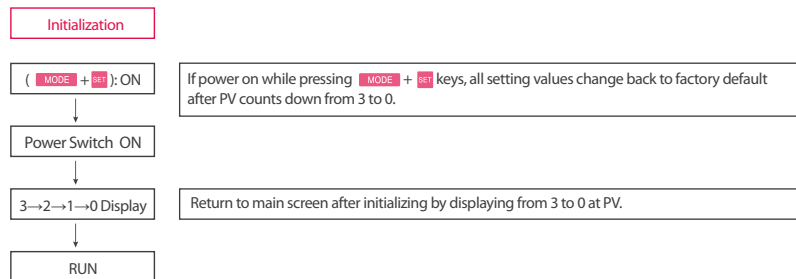 Initialization
( MODE + SET ): ON
If power on while pressing MODE + SET keys, all setting values change back to factory default
after PV counts down from 3 to 0.
Power Switch ON
3→2→1→0 Display
Return to main screen after initializing by displaying from 3 to 0 at PV.
RUN